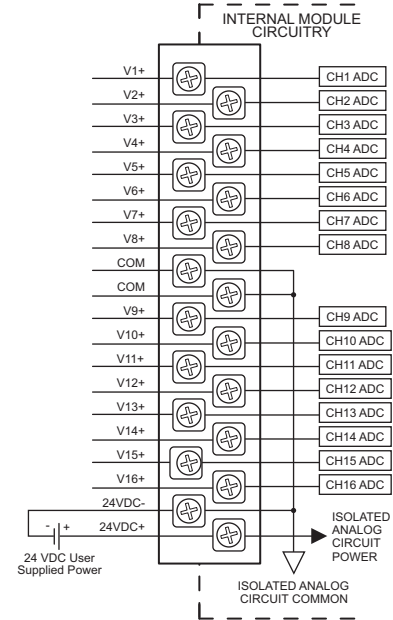 INTERNAL MODULE
CIRCUITRY
V1+
CH1 ADC
V2+
CH2 ADC
V3+
CH3 ADC
V4+
CH4 ADC
V5+
CH5 ADC
V6+
CH6 ADC
V7+
CH7 ADC
V8+
CH8 ADC
COM
COM
V9+
CH9 ADC
V10+
CH10 ADC
V11+
CH11 ADC
V12+
CH12 ADC
V13+
CH13 ADC
V14+
CH14 ADC
V15+
CH15 ADC
V16+
CH16 ADC
24VDC-
24VDC+
- +
24 VDC User
Supplied Power
ISOLATED
ANALOG
CIRCUIT
POWER
ISOLATED ANALOG
CIRCUIT COMMON